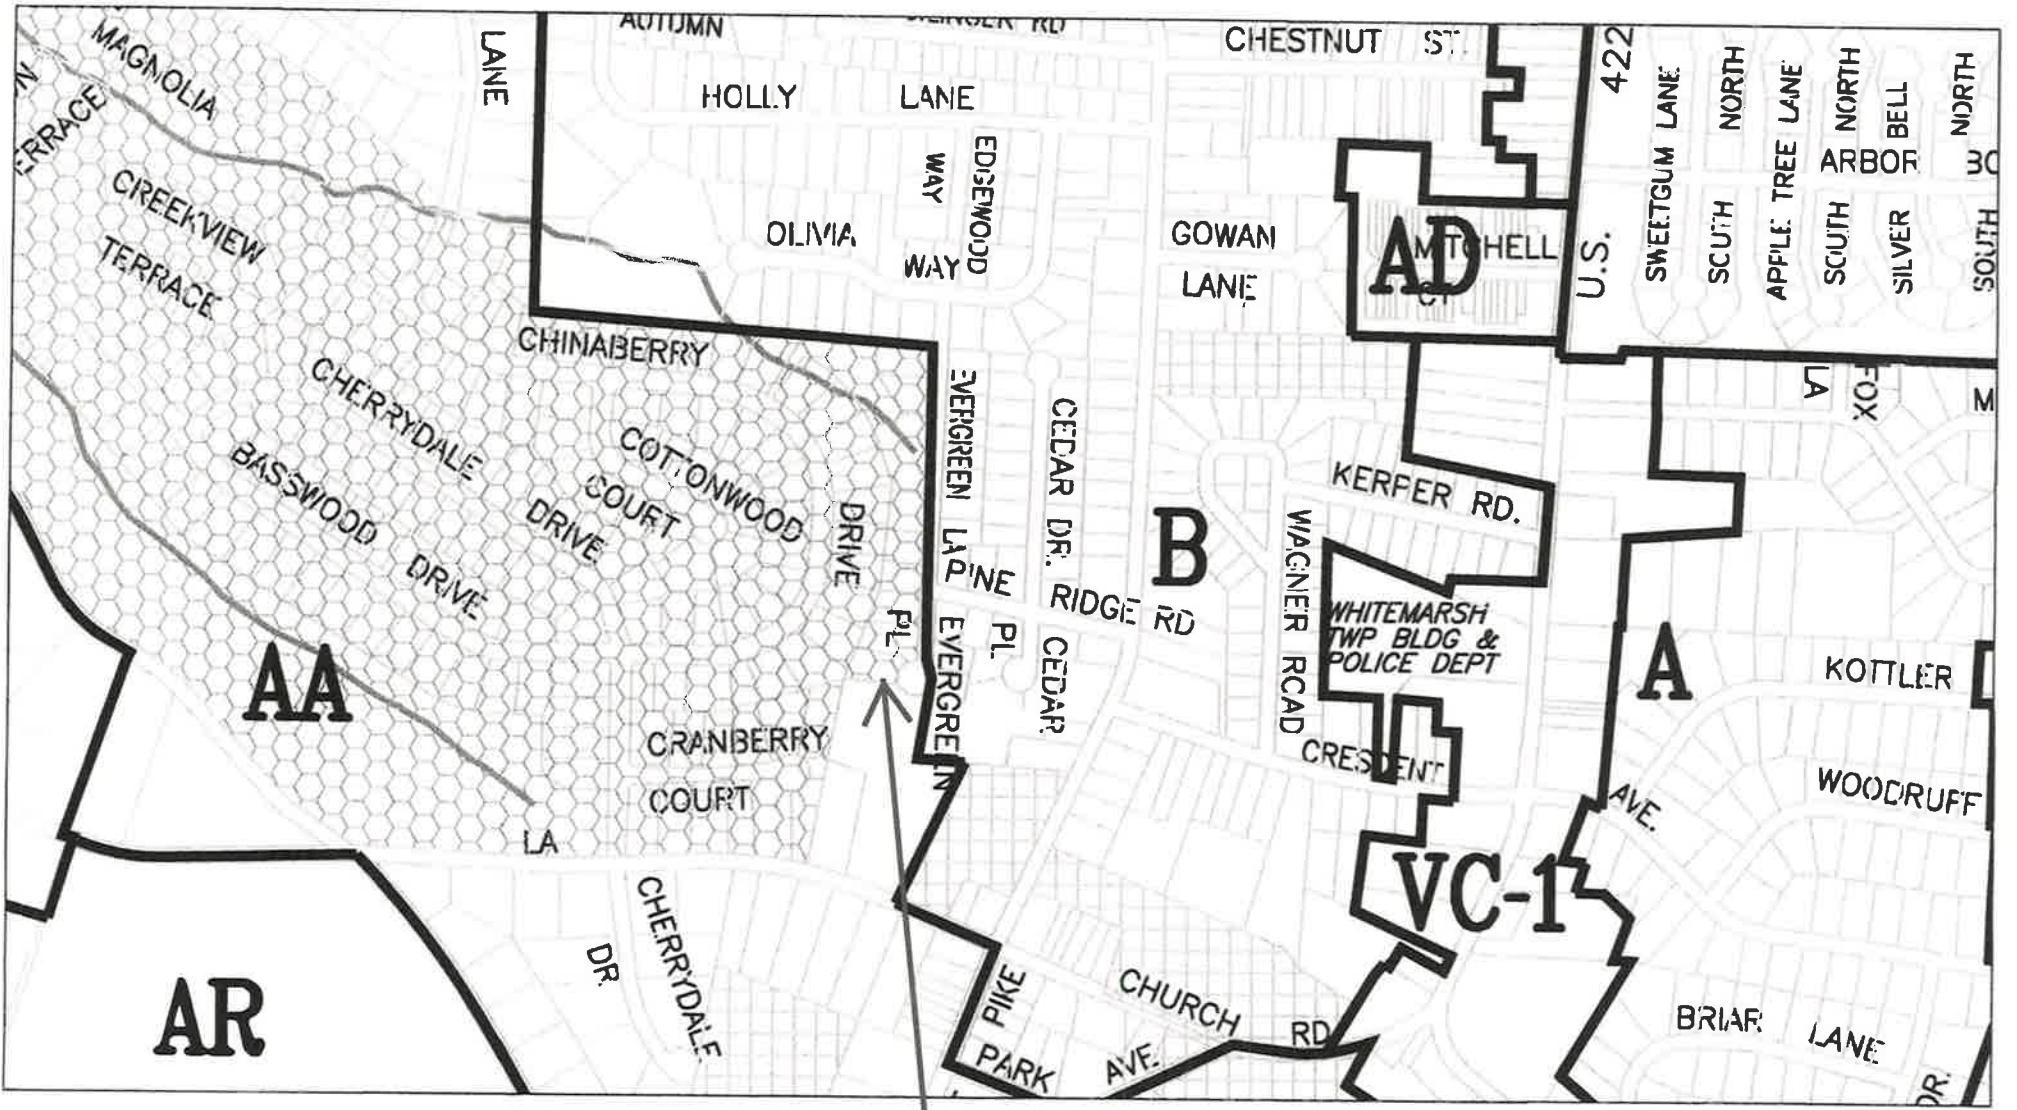 AUTUMN
RD
LANE
CHESTNUT ST.
U.S. 422
MAGNOLIA
HOLLY LANE
EDGEWOOD
WAY
SWEETGUM LANE
NORTH
SOUTH
APPLE TREE LANE
NORTH
SOUTH
ARBOR
BELL
SILVER
NORTH
SOUTH
CREEKVIEW
TERRACE
OLIVIA
WAY
GOWAN
LANE
AD
MITCHELL
CT
CHINABERRY
DRIVE
CHERRYDALE
DRIVE
COTTONWOOD
COURT
BASSWOOD DRIVE
EVERGREEN LA
CEDAR DR.
FOX
LA
M
KERPER RD.
B
PINE RIDGE RD
WAGNER ROAD
WHITEMARSH
TWP BLDG &
POLICE DEPT
A
KOTTLER
PL
PL
EVERGREEN
CEDAR
AA
CRANBERRY
COURT
CRESCENT AVE.
WOODRUFF
LA
VC-1
CHERRYDALE
DR.
AR
PIKE
CHURCH RD
PARK AVE.
BRIAR LANE
DR.